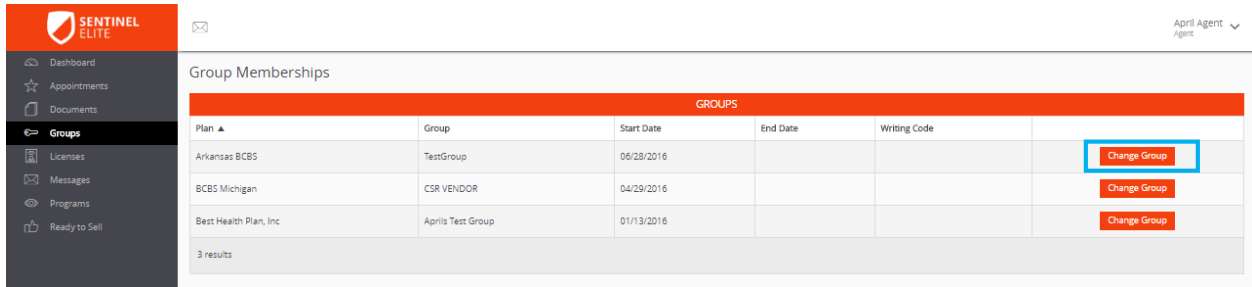 SENTINEL
ELITE
April Agent
Agent
Dashboard
Appointments
Documents
Groups
Licenses
Messages
Programs
Ready to Sell
Group Memberships
GROUPS
Plan ▲ Group Start Date End Date Writing Code
Arkansas BCBS TestGroup 06/28/2016 Change Group
BCBS Michigan CSR VENDOR 04/29/2016 Change Group
Best Health Plan, Inc Aprils Test Group 01/13/2016 Change Group
3 results